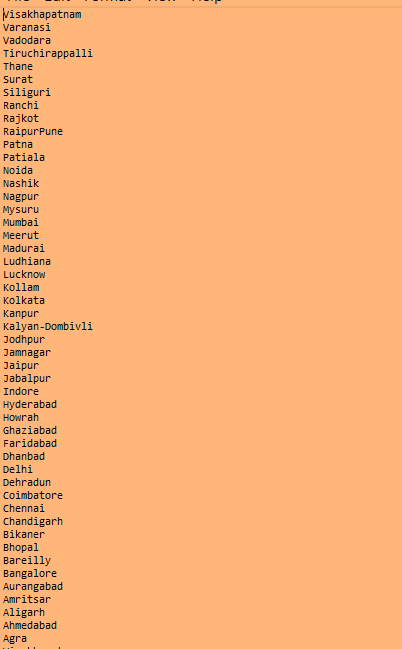 Visakhapatnam
Varanasi
Vadodara
Tiruchirappalli
Thane
Surat
Siliguri
Ranchi
Rajkot
RaipurPune
Patna
Patiala
Noida
Nashik
Nagpur
Mysuru
Mumbai
Meerut
Madurai
Ludhiana
Lucknow
Kollam
Kolkata
Kanpur
Kalyan-Dombivli
Jodhpur
Jamnagar
Jaipur
Jabalpur
Indore
Hyderabad
Howrah
Ghaziabad
Faridabad
Dhanbad
Delhi
Dehradun
Coimbatore
Chennai
Chandigarh
Bikaner
Bhopal
Bareilly
Bangalore
Aurangabad
Amritsar
Aligarh
Ahmedabad
Agra